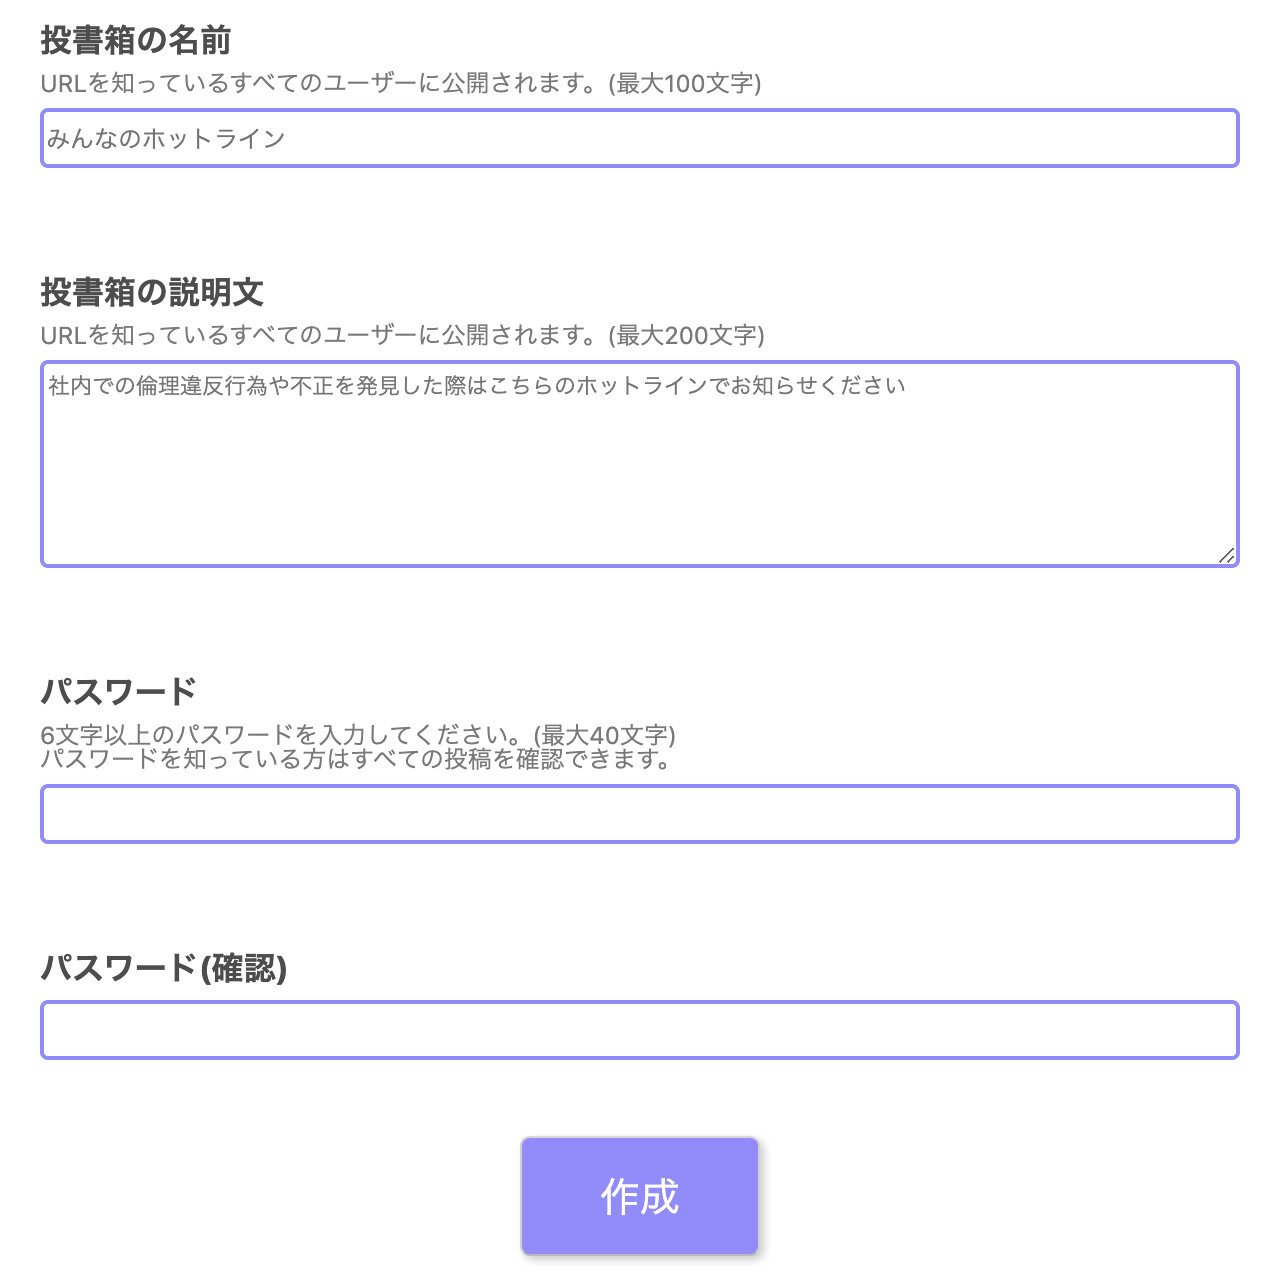 投書箱の名前
URLを知っているすべてのユーザーに公開されます。(最大100文字)
みんなのホットライン
投書箱の説明文
URLを知っているすべてのユーザーに公開されます。(最大200文字)
社内での倫理違反行為や不正を発見した際はこちらのホットラインでお知らせください
パスワード
6文字以上のパスワードを入力してください。(最大40文字)
パスワードを知っている方はすべての投稿を確認できます。
パスワード(確認)
作成